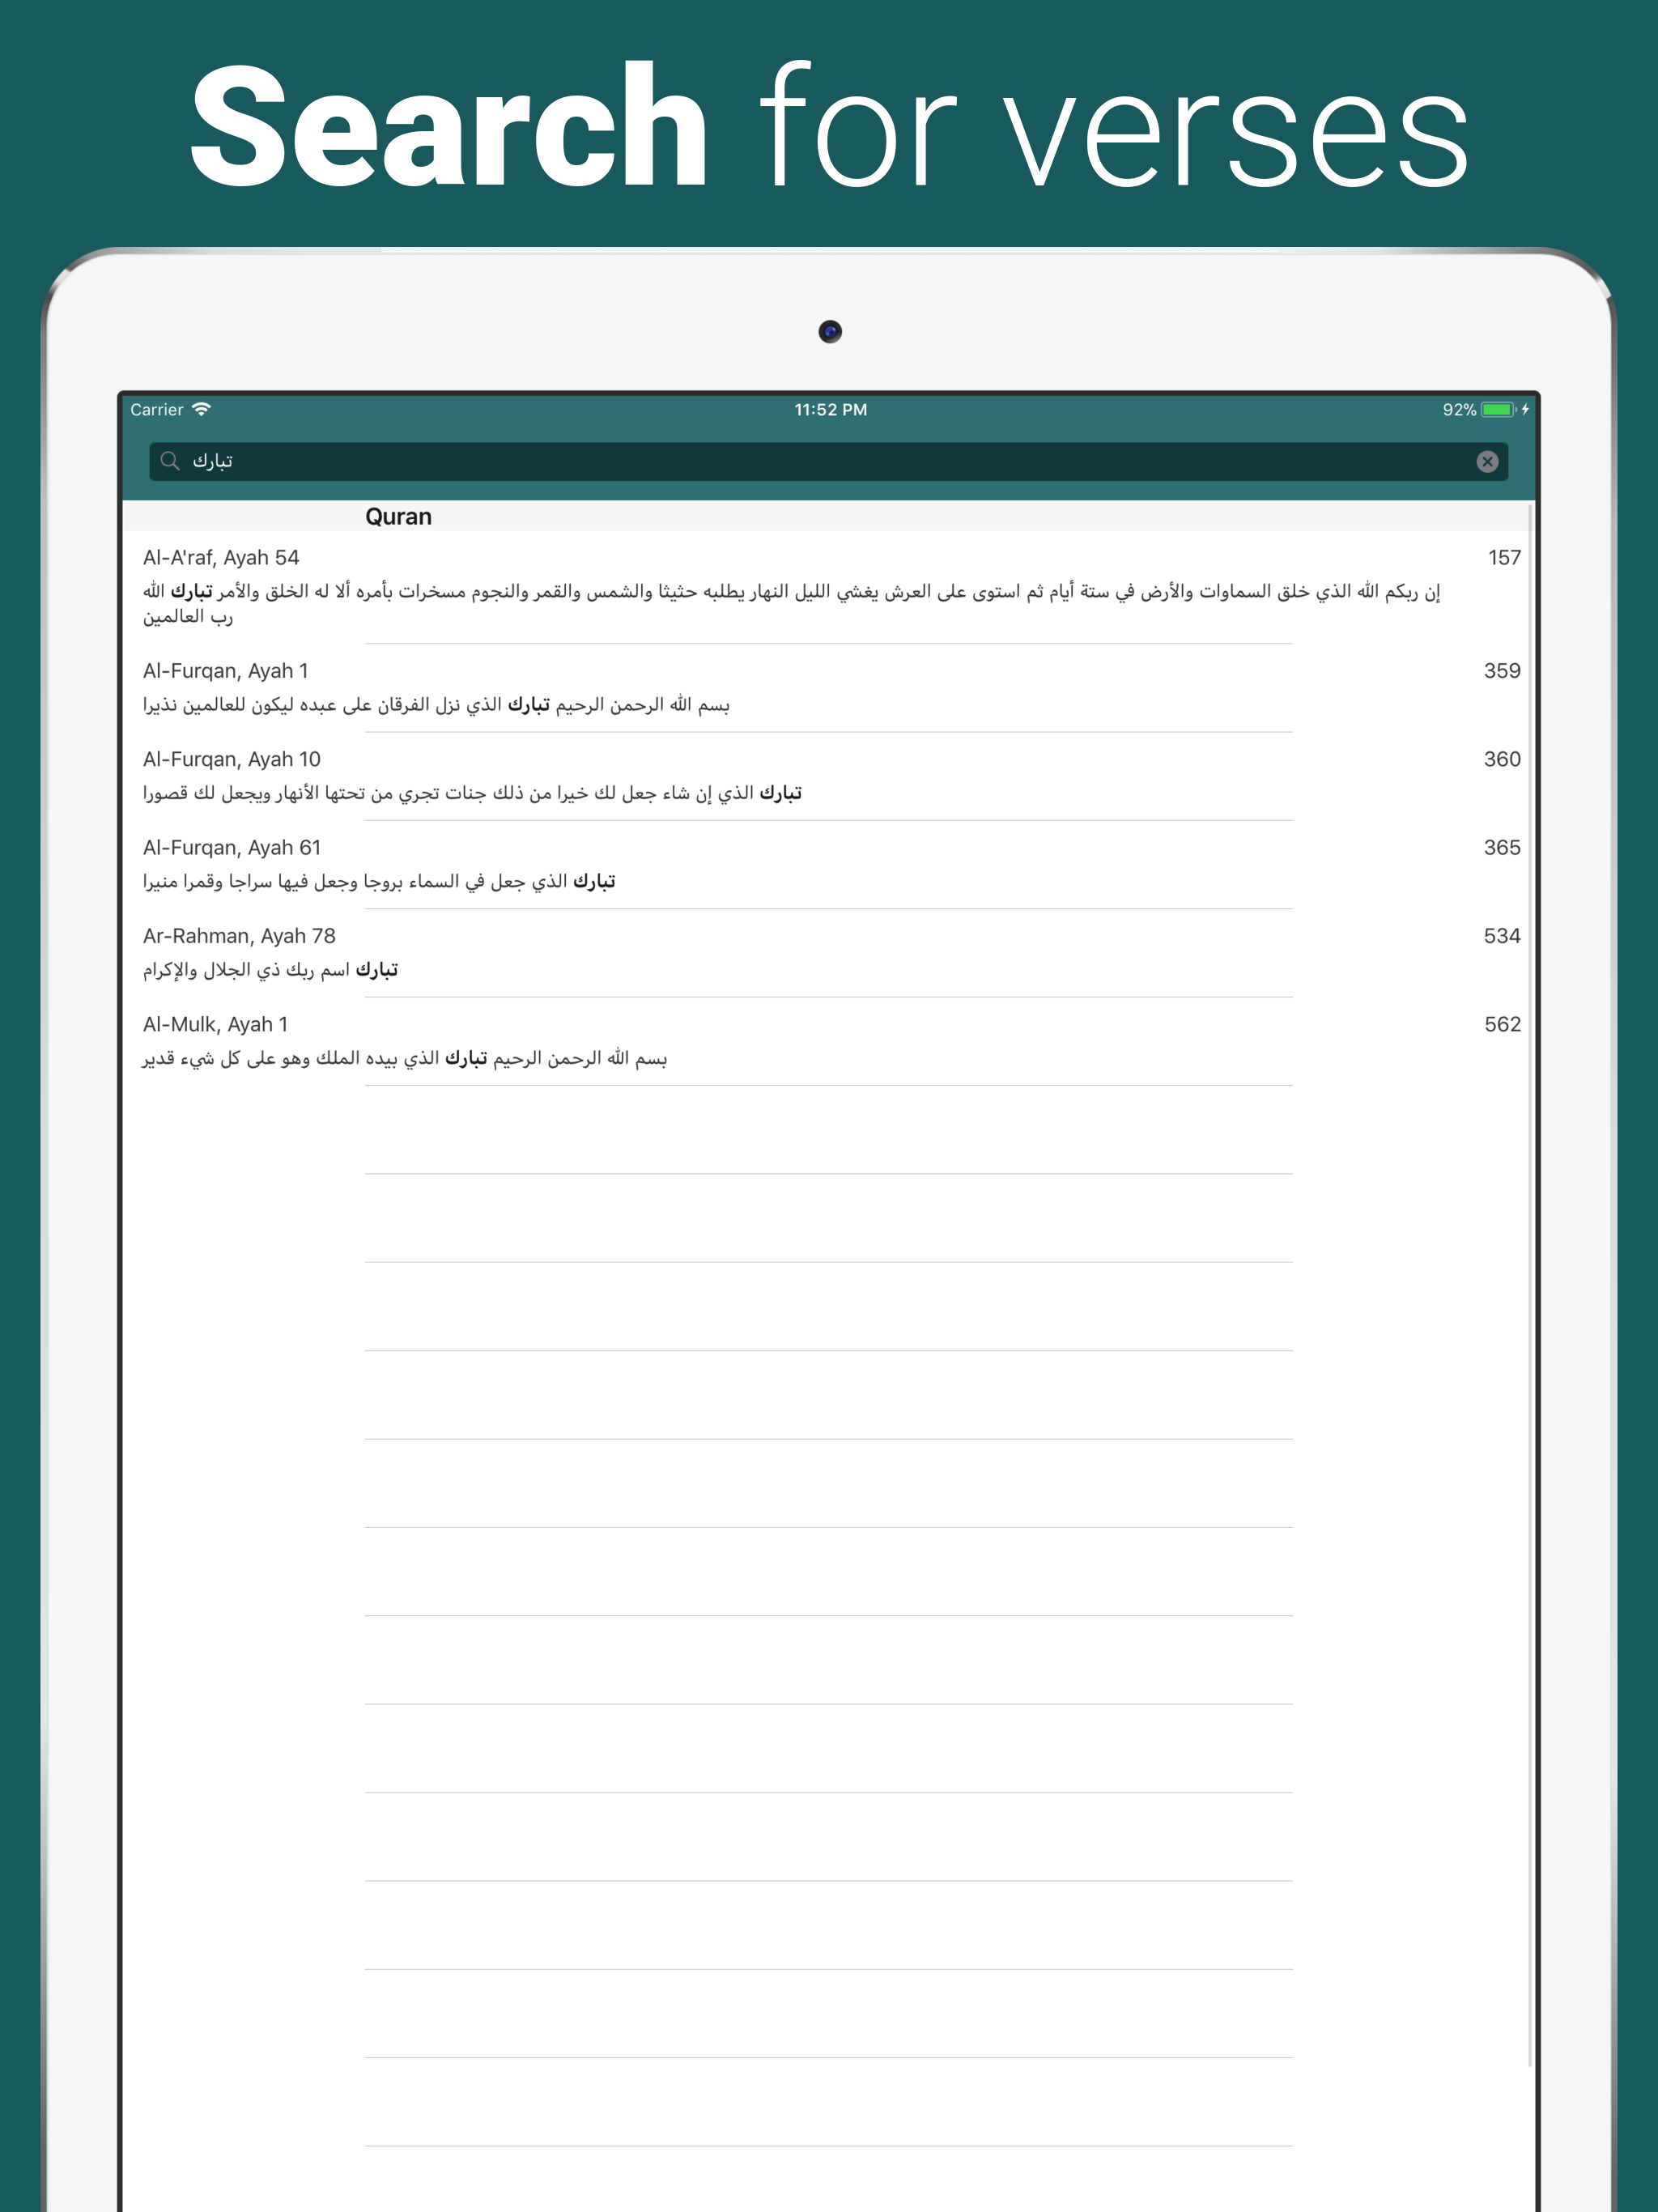 Search for verses
Carrier 11:52 PM 92%
تبارك
Quran
Al-A'raf, Ayah 54 157
إن ربكم الله الذي خلق السماوات والأرض في ستة أيام ثم استوى على العرش يغشي الليل النهار يطلبه حثيثا والشمس والقمر والنجوم مسخرات بأمره ألا له الخلق والأمر تبارك الله
رب العالمين
Al-Furqan, Ayah 1 359
بسم الله الرحمن الرحيم تبارك الذي نزل الفرقان على عبده ليكون للعالمين نذيرا
Al-Furqan, Ayah 10 360
تبارك الذي إن شاء جعل لك خيرا من ذلك جنات تجري من تحتها الأنهار ويجعل لك قصورا
Al-Furqan, Ayah 61 365
تبارك الذي جعل في السماء بروجا وجعل فيها سراجا وقمرا منيرا
Ar-Rahman, Ayah 78 534
تبارك اسم ربك ذي الجلال والإكرام
Al-Mulk, Ayah 1 562
بسم الله الرحمن الرحيم تبارك الذي بيده الملك وهو على كل شيء قدير